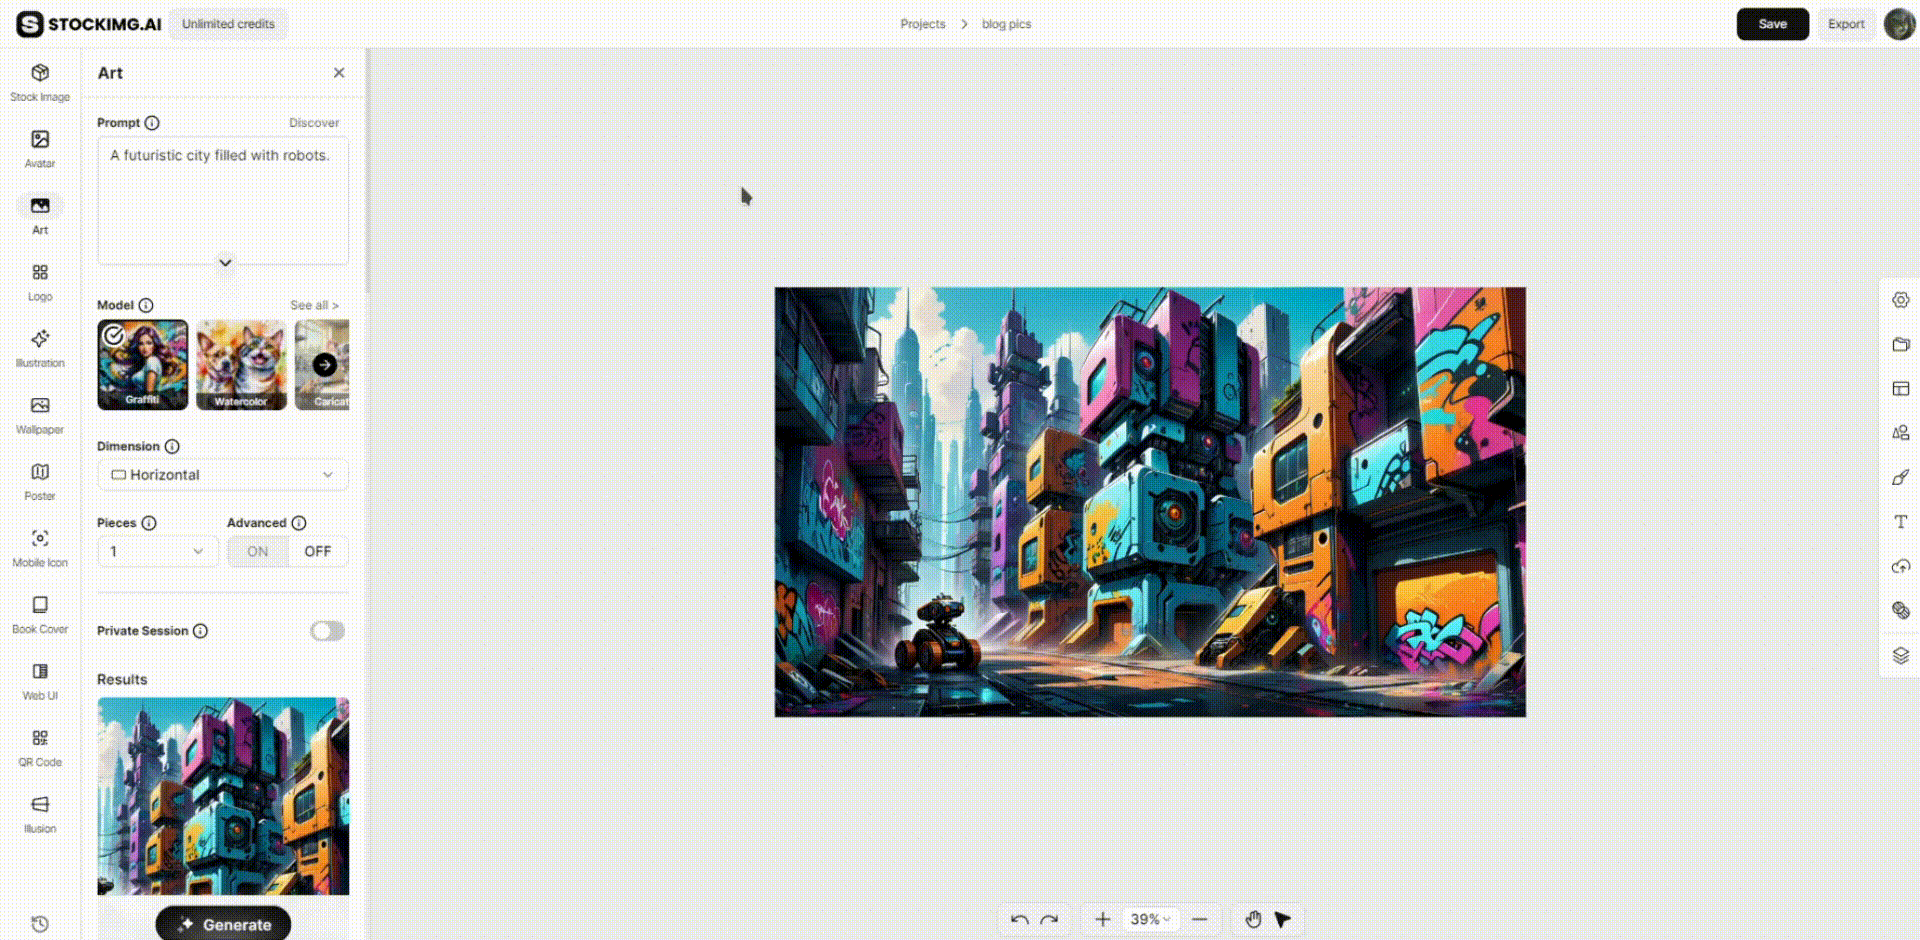 STOCKIMG.AI
Unlimited credits
Projects > blog pics
Save
Export
Stock Image
Avatar
Art
Logo
Illustration
Wallpaper
Poster
Mobile Icon
Book Cover
Web UI
QR Code
Illusion
Art
Prompt
Discover
A futuristic city filled with robots.
Model
See all >
Graffiti
Watercolor
Caricat
Dimension
Horizontal
Pieces
Advanced
1
ON
OFF
Private Session
Results
Generate
39%